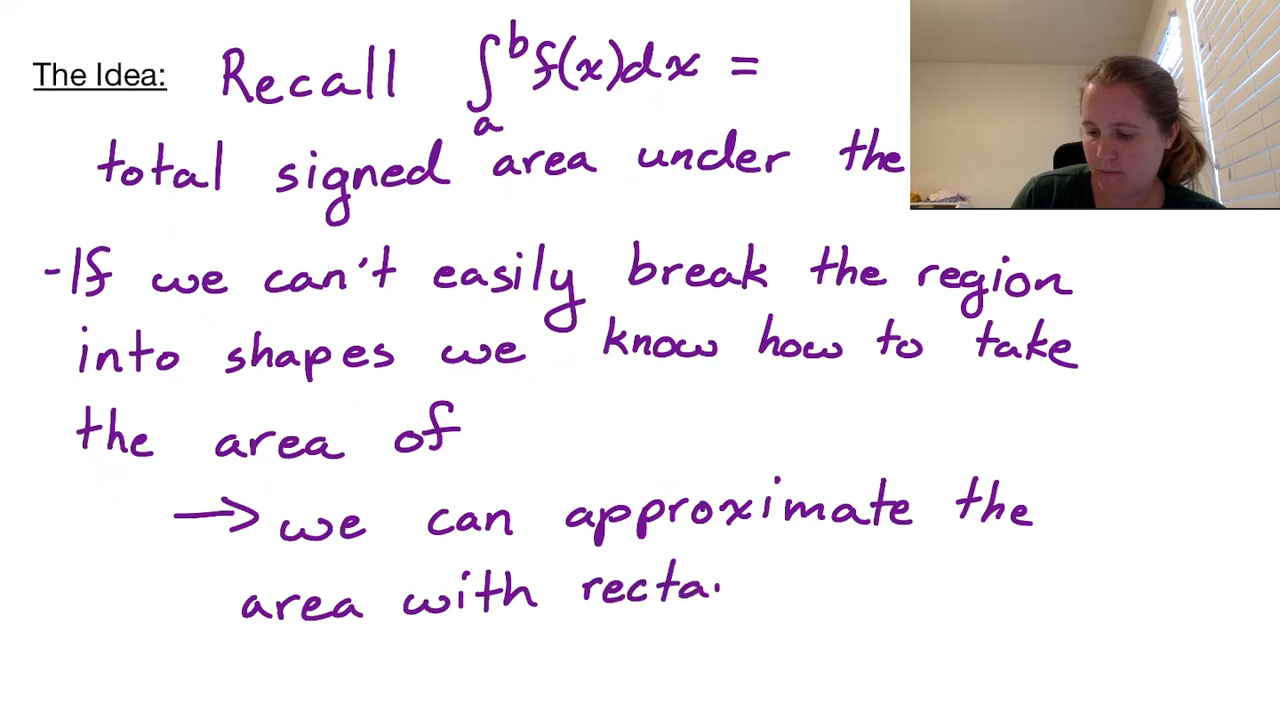 The Idea: Recall ∫_a^b f(x)dx =
total signed area under the
-If we can't easily break the region
into shapes we know how to take
the area of
→ we can approximate the
area with recta